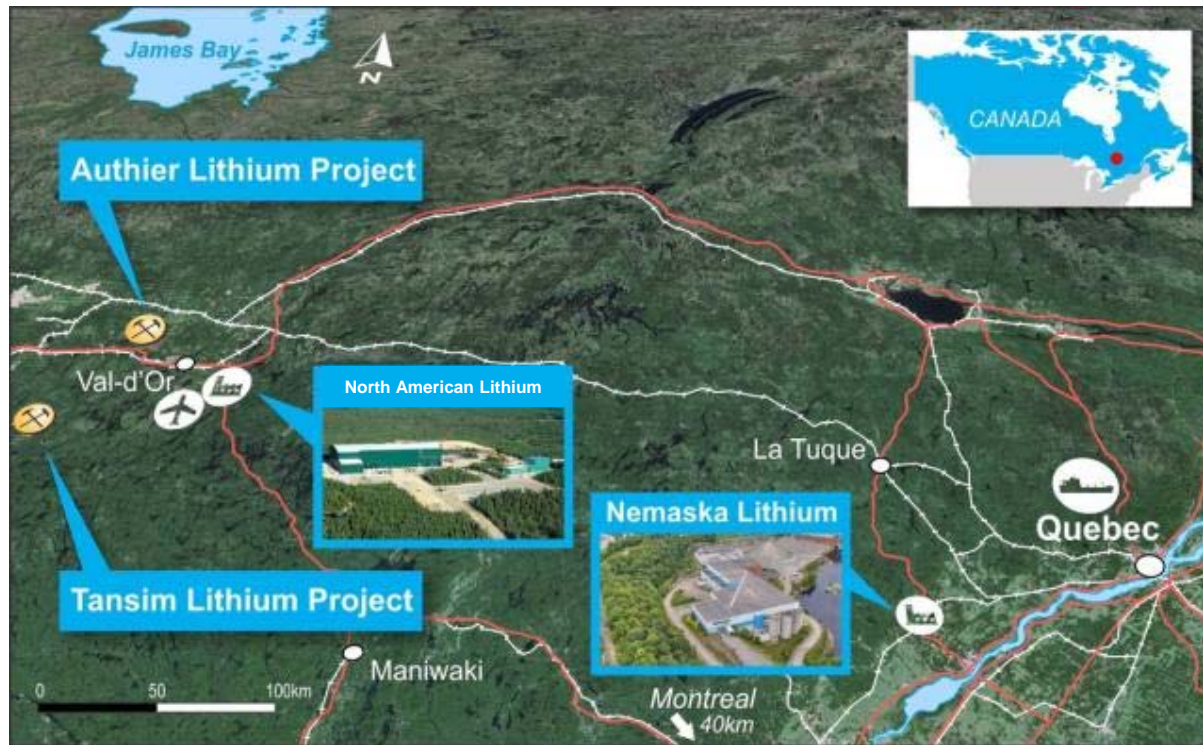 James Bay
N
CANADA
Authier Lithium Project
Val-d'Or
North American Lithium
La Tuque
Nemaska Lithium
Quebec
Tansim Lithium Project
Maniwaki
0 50 100km
Montreal
40km